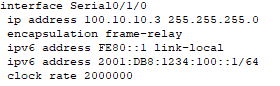 interface Serial0/1/0
ip address 100.10.10.3 255.255.255.0
encapsulation frame-relay
ipv6 address FE80::1 link-local
ipv6 address 2001:DB8:1234:100::1/64
clock rate 2000000